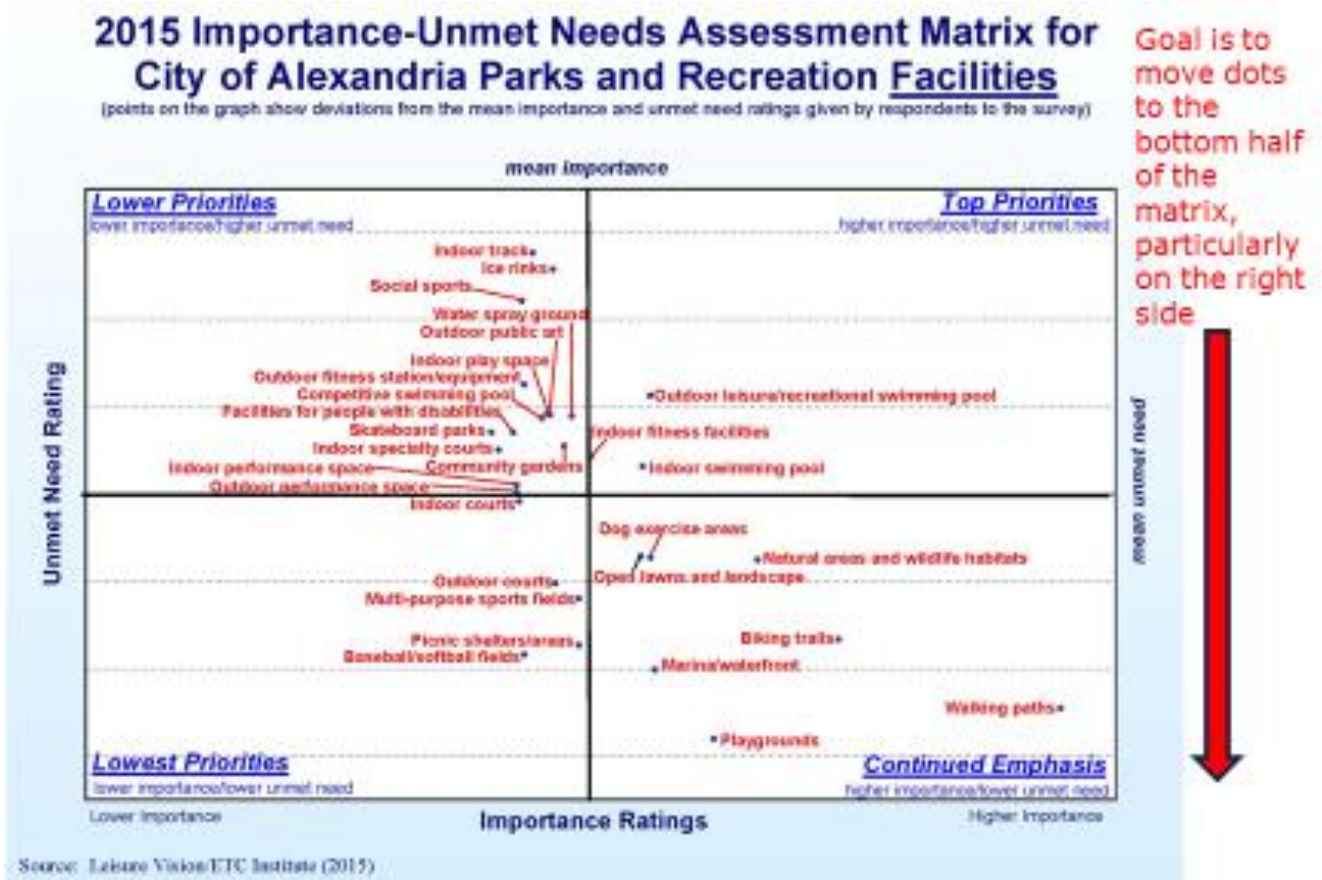 2015 Importance-Unmet Needs Assessment Matrix for
City of Alexandria Parks and Recreation Facilities
(points on the graph show deviations from the mean importance and unmet need ratings given by respondents to the survey)
Goal is to
move dots
to the
bottom half
of the
matrix,
particularly
on the right
side
mean importance
Lower Priorities
lower importance/higher unmet need
Top Priorities
higher importance/higher unmet need
Indoor track
Ice rinks
Social sports
Water spray ground
Outdoor public art
Indoor play space
Outdoor fitness station/equipment
Competitive swimming pool
Facilities for people with disabilities
Skateboard parks
Indoor specialty courts
Indoor performance space
Community gardens
Outdoor performance space
Indoor courts
Outdoor leisure/recreational swimming pool
Indoor fitness facilities
Indoor swimming pool
Unmet Need Rating
mean unmet need
Dog exercise areas
Natural areas and wildlife habitats
Open lawns and landscape
Outdoor courts
Multi-purpose sports fields
Picnic shelters/areas
Baseball/softball fields
Biking trails
Marina/waterfront
Walking paths
Playgrounds
Lowest Priorities
lower importance/lower unmet need
Continued Emphasis
higher importance/lower unmet need
Lower Importance
Importance Ratings
Higher Importance
Source: Leisure Vision/ETC Institute (2015)